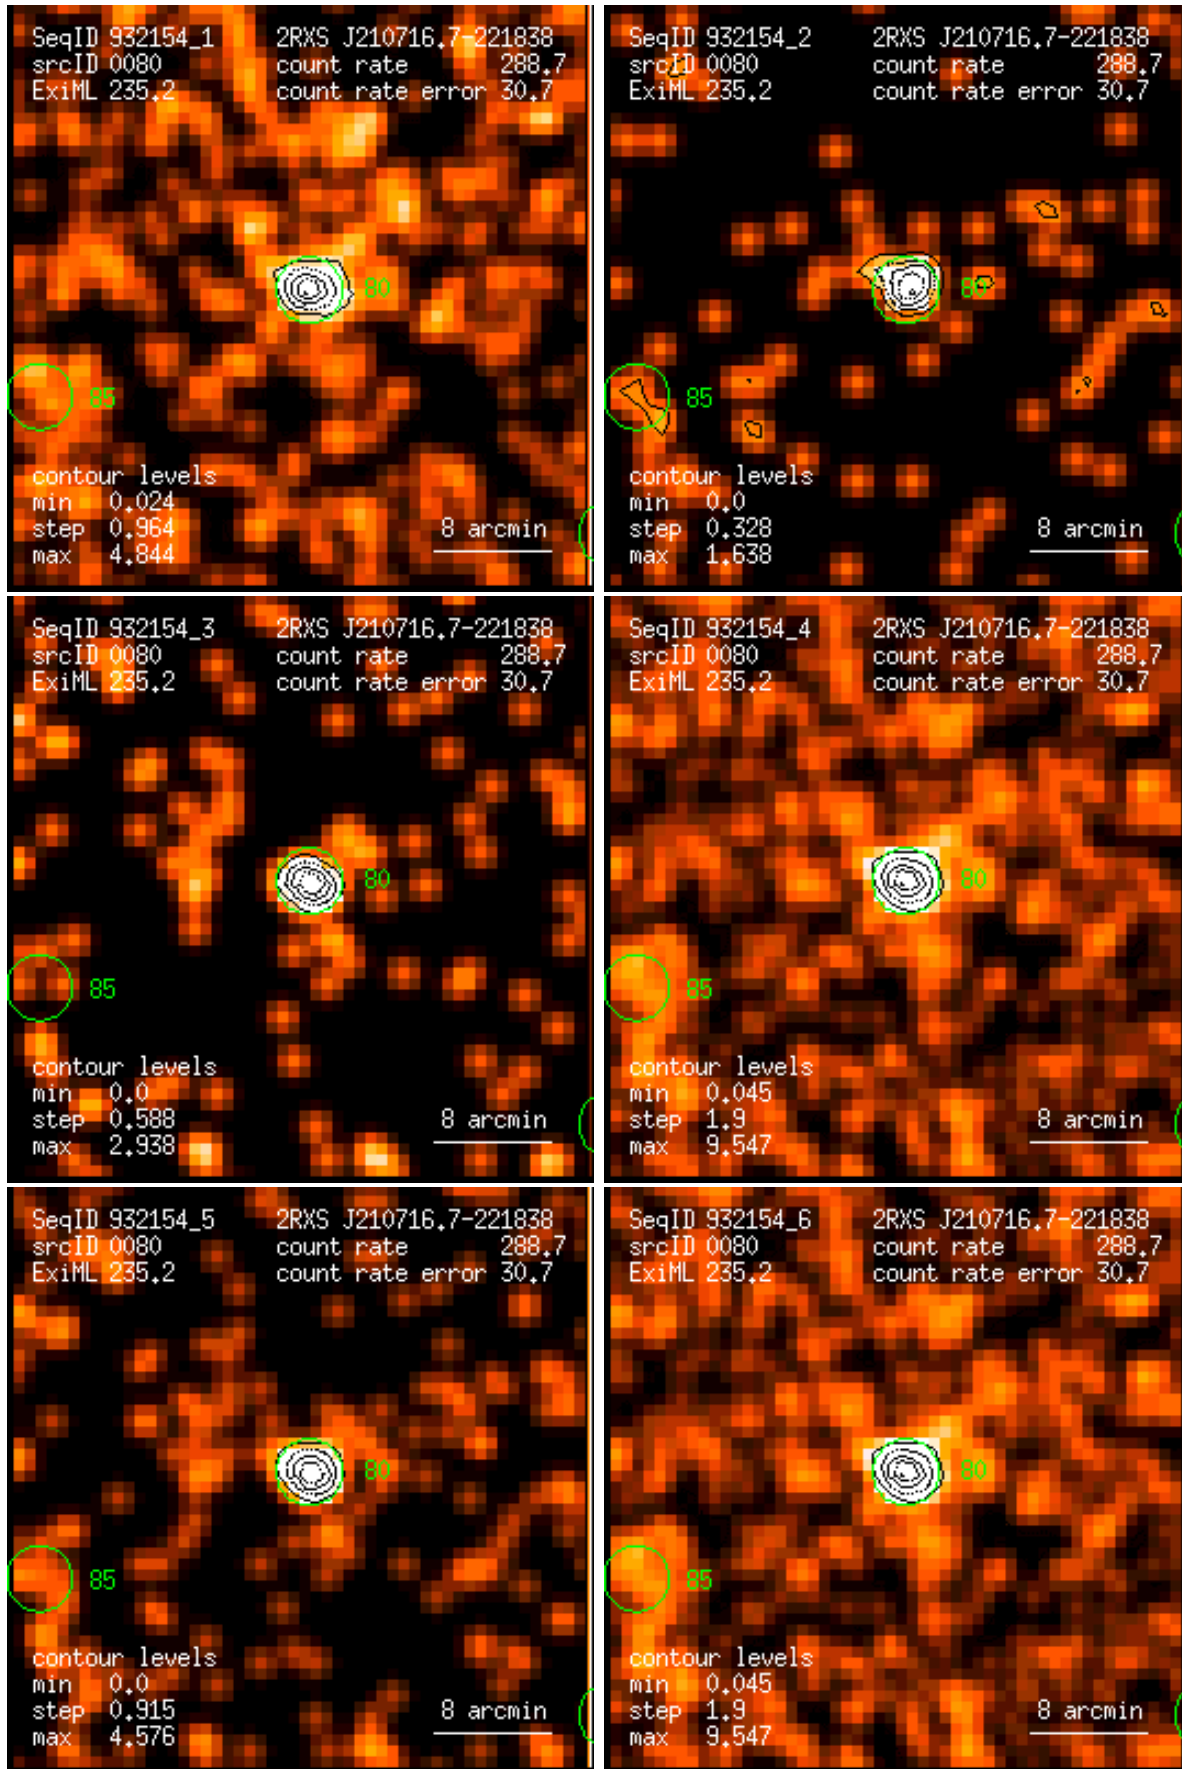 SeqID 932154_1 2RXS J210716.7-221838
srcID 0080 count rate 288.7
ExiML 235.2 count rate error 30.7
80
85
contour levels
min 0.024
step 0.964 8 arcmin
max 4.844
SeqID 932154_2 2RXS J210716.7-221838
srcID 0080 count rate 288.7
ExiML 235.2 count rate error 30.7
80
85
contour levels
min 0.0
step 0.328 8 arcmin
max 1.638
SeqID 932154_3 2RXS J210716.7-221838
srcID 0080 count rate 288.7
ExiML 235.2 count rate error 30.7
80
85
contour levels
min 0.0
step 0.588 8 arcmin
max 2.938
SeqID 932154_4 2RXS J210716.7-221838
srcID 0080 count rate 288.7
ExiML 235.2 count rate error 30.7
80
85
contour levels
min 0.045
step 1.9 8 arcmin
max 9.547
SeqID 932154_5 2RXS J210716.7-221838
srcID 0080 count rate 288.7
ExiML 235.2 count rate error 30.7
80
85
contour levels
min 0.0
step 0.915 8 arcmin
max 4.576
SeqID 932154_6 2RXS J210716.7-221838
srcID 0080 count rate 288.7
ExiML 235.2 count rate error 30.7
80
85
contour levels
min 0.045
step 1.9 8 arcmin
max 9.547